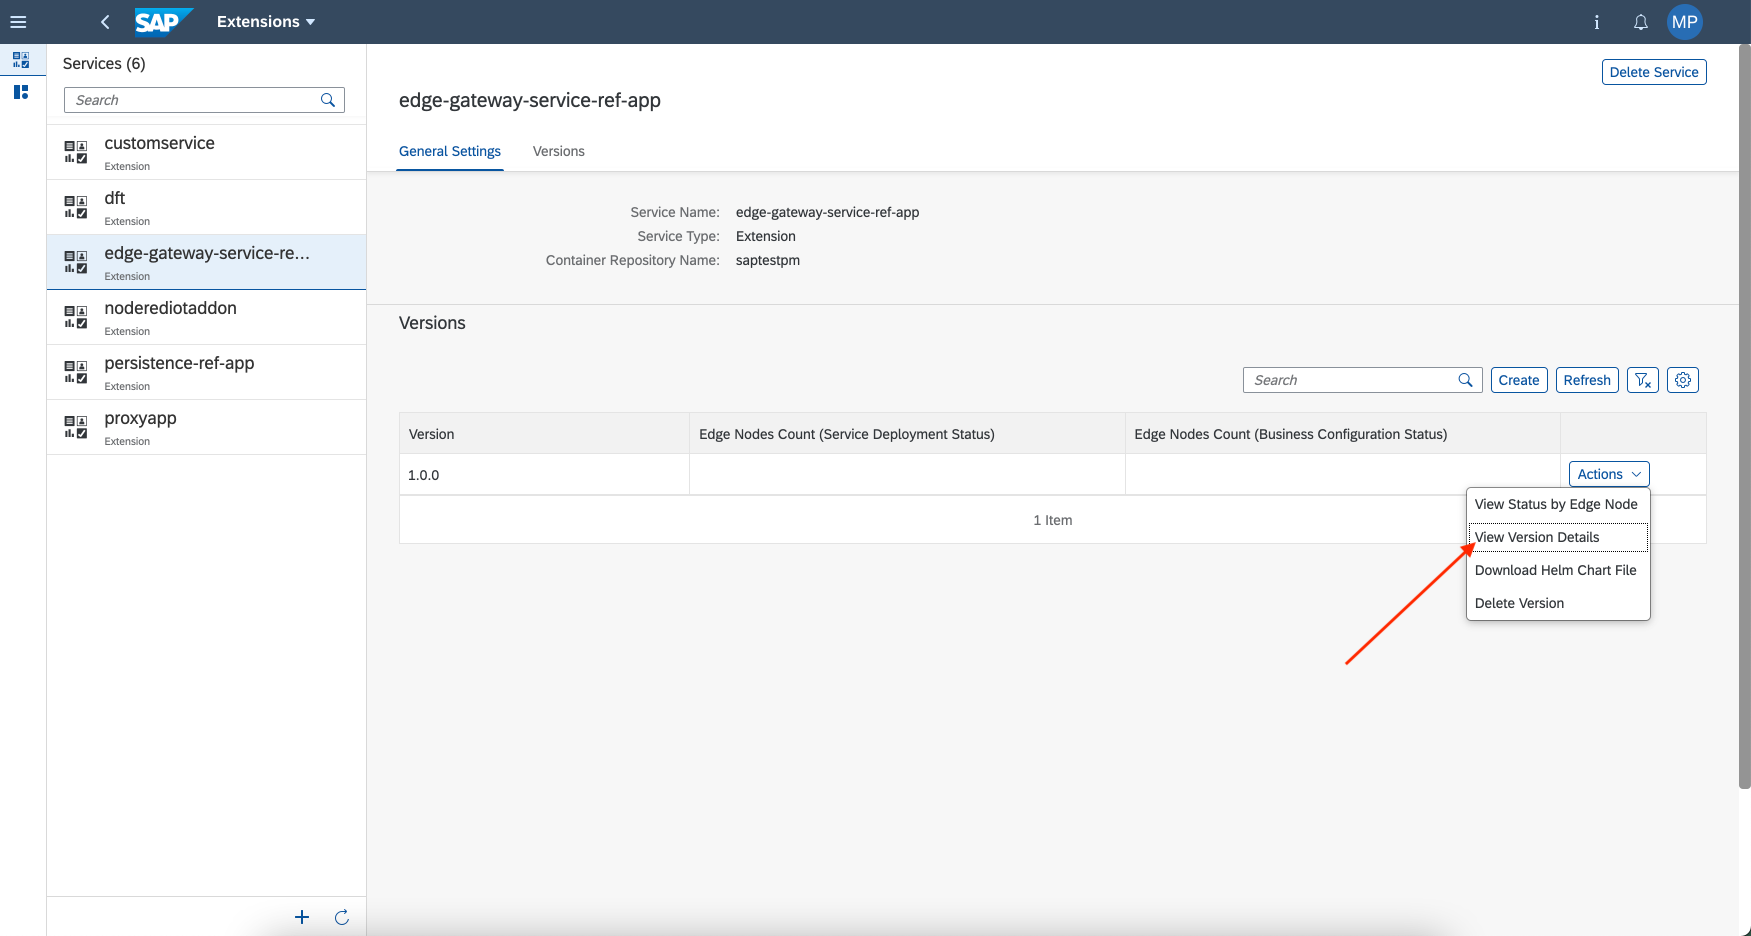 SAP
Extensions
MP
Services (6)
Search
customservice
Extension
dft
Extension
edge-gateway-service-re...
Extension
noderediotaddon
Extension
persistence-ref-app
Extension
proxyapp
Extension
Delete Service
edge-gateway-service-ref-app
General Settings Versions
Service Name: edge-gateway-service-ref-app
Service Type: Extension
Container Repository Name: saptestpm
Versions
Search Create Refresh
Version Edge Nodes Count (Service Deployment Status) Edge Nodes Count (Business Configuration Status)
1.0.0 Actions
1 Item
View Status by Edge Node
View Version Details
Download Helm Chart File
Delete Version